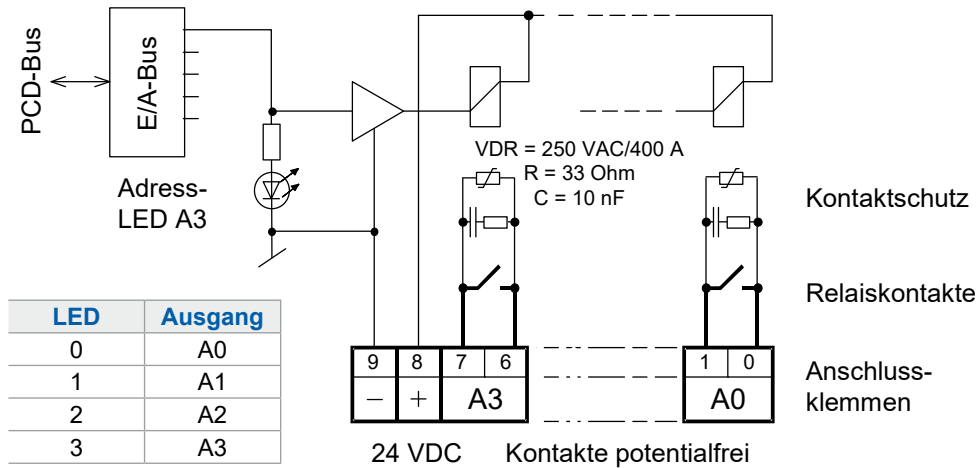 PCD-Bus
E/A-Bus
Adress-
LED A3
VDR = 250 VAC/400 A
R = 33 Ohm
C = 10 nF
Kontaktschutz
Relaiskontakte
LED Ausgang
0 A0
1 A1
2 A2
3 A3
9 8 7 6 1 0
– + A3 A0
Anschluss-
klemmen
24 VDC Kontakte potentialfrei